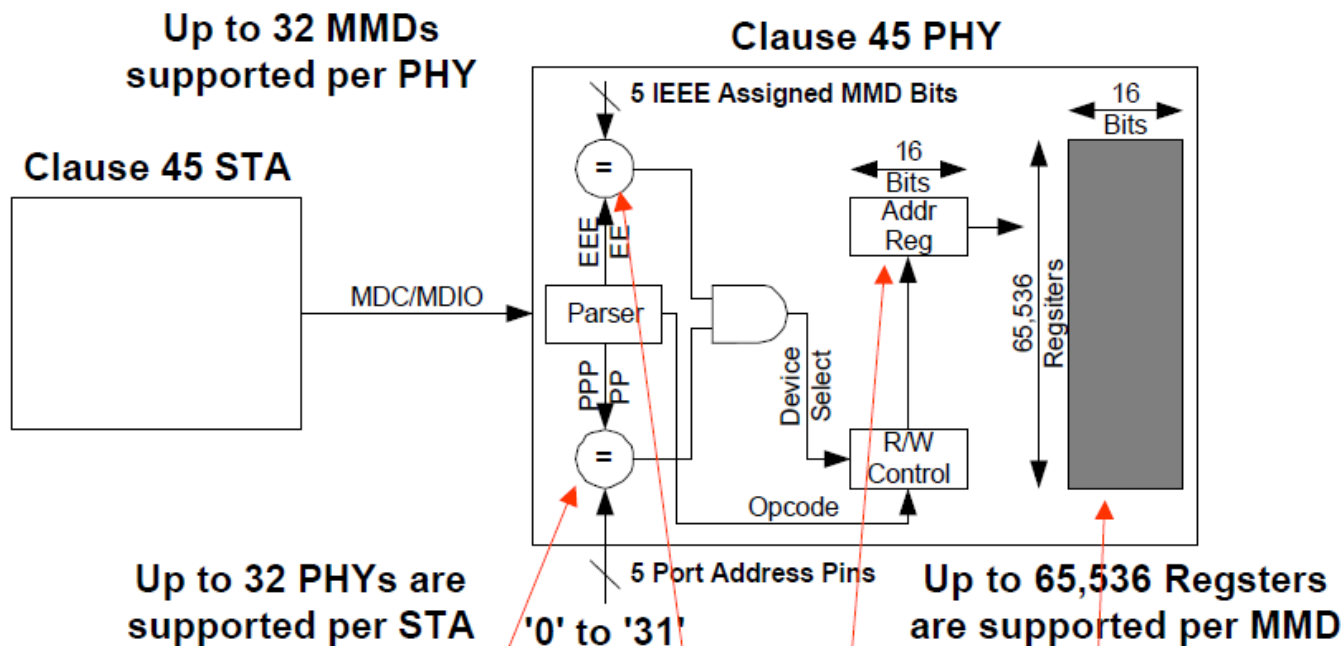 Up to 32 MMDs
supported per PHY
Clause 45 PHY
5 IEEE Assigned MMD Bits
16
Bits
Clause 45 STA
=
16
Bits
Addr
Reg
EEE
EE
MDC/MDIO
Parser
65,536
Regsiters
PPP
PP
Device
Select
=
R/W
Control
Opcode
5 Port Address Pins
Up to 32 PHYs are
supported per STA
'0' to '31'
Up to 65,536 Regsters
are supported per MMD